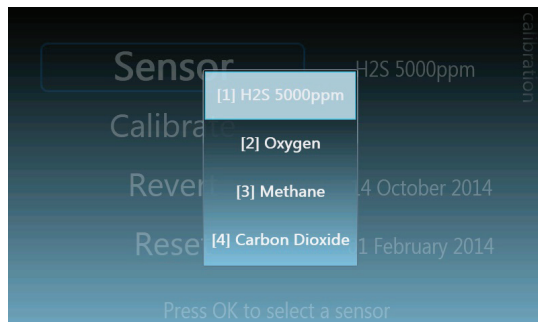 calibration
Sensor H2S 5000ppm
[1] H2S 5000ppm
Calibrate
[2] Oxygen
[3] Methane
4 October 2014
[4] Carbon Dioxide
1 February 2014
Press OK to select a sensor